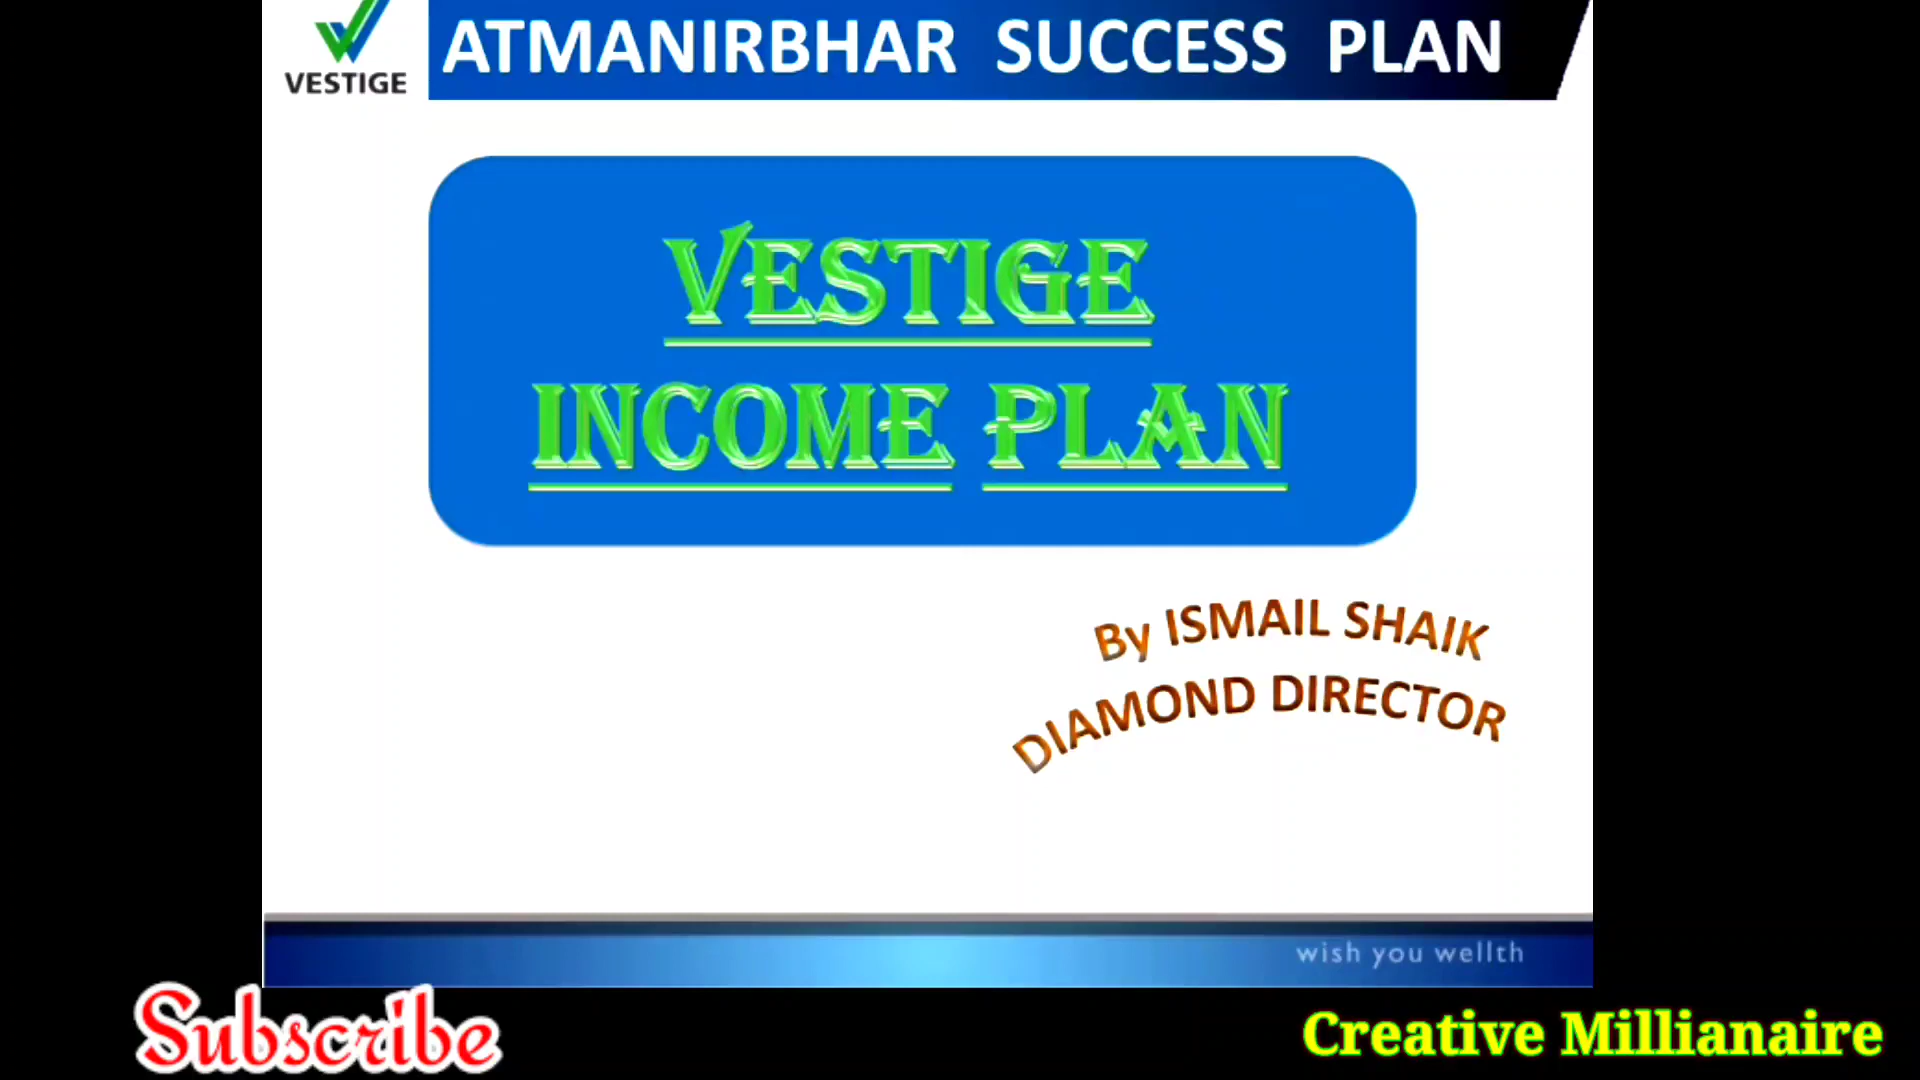 VESTIGE
ATMANIRBHAR SUCCESS PLAN
VESTIGE
INCOME PLAN
By ISMAIL SHAIK
DIAMOND DIRECTOR
wish you wellth
Subscribe
Creative Millianaire